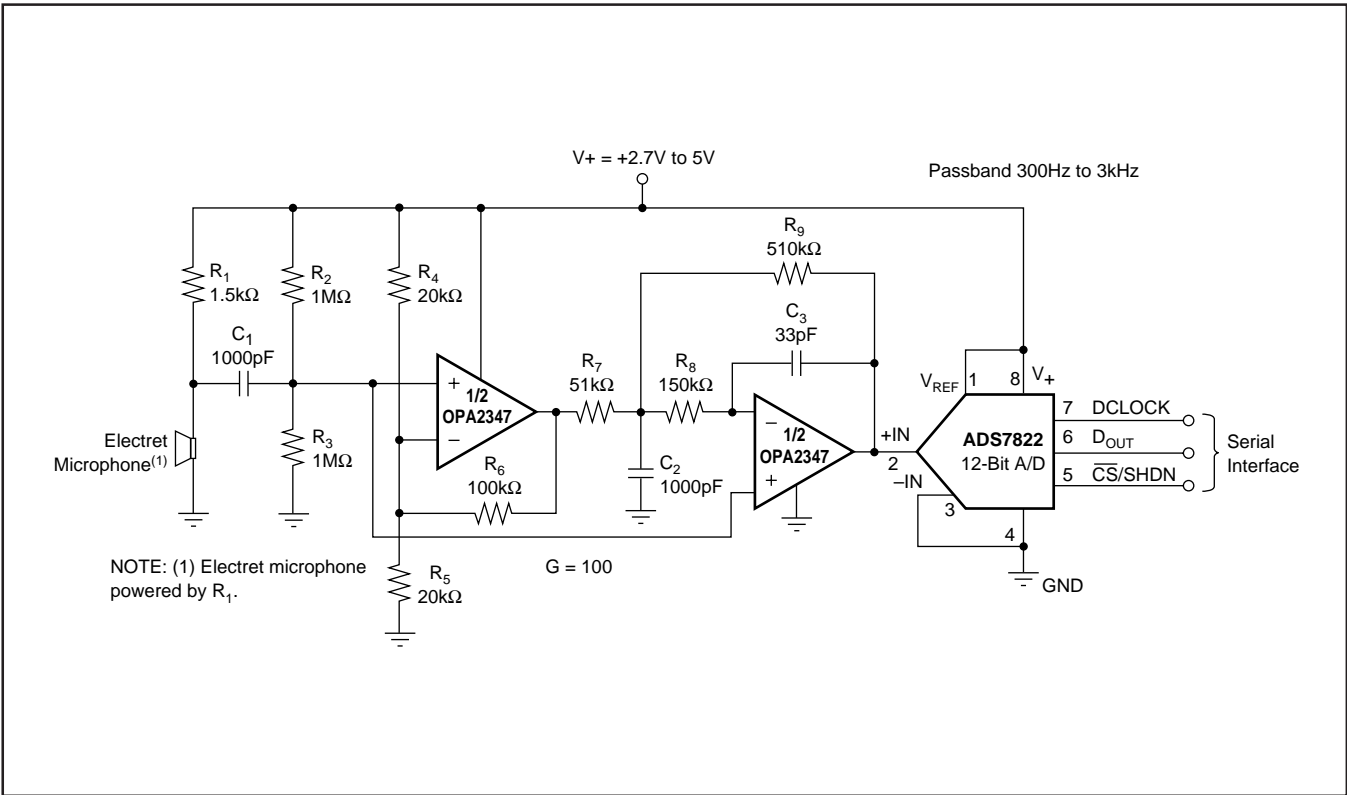 V+ = +2.7V to 5V
Passband 300Hz to 3kHz
R9
510kΩ
R1
1.5kΩ
R2
1MΩ
R4
20kΩ
C3
33pF
C1
1000pF
R7
51kΩ
R8
150kΩ
VREF 1 8 V+
+
1/2
OPA2347
−
−
1/2
OPA2347
+
7 DCLOCK
6 DOUT
5 CS/SHDN
Serial
Interface
+IN
2
−IN
3
ADS7822
12-Bit A/D
4
GND
Electret
Microphone(1)
R3
1MΩ
R6
100kΩ
C2
1000pF
NOTE: (1) Electret microphone
powered by R1.
R5
20kΩ
G = 100